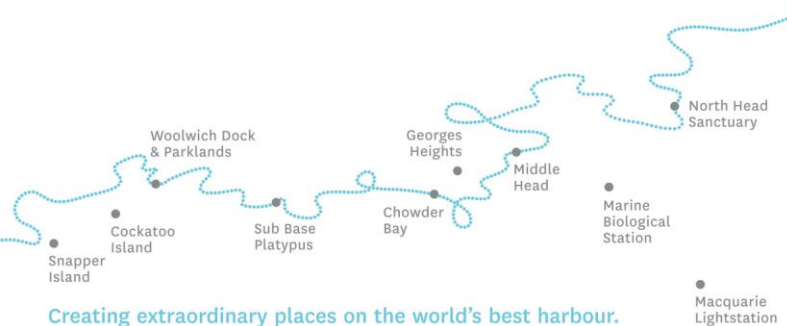 North Head
Sanctuary
Woolwich Dock
& Parklands
Georges
Heights
Middle
Head
Marine
Biological
Station
Chowder
Bay
Sub Base
Platypus
Cockatoo
Island
Snapper
Island
Macquarie
Lightstation
Creating extraordinary places on the world's best harbour.